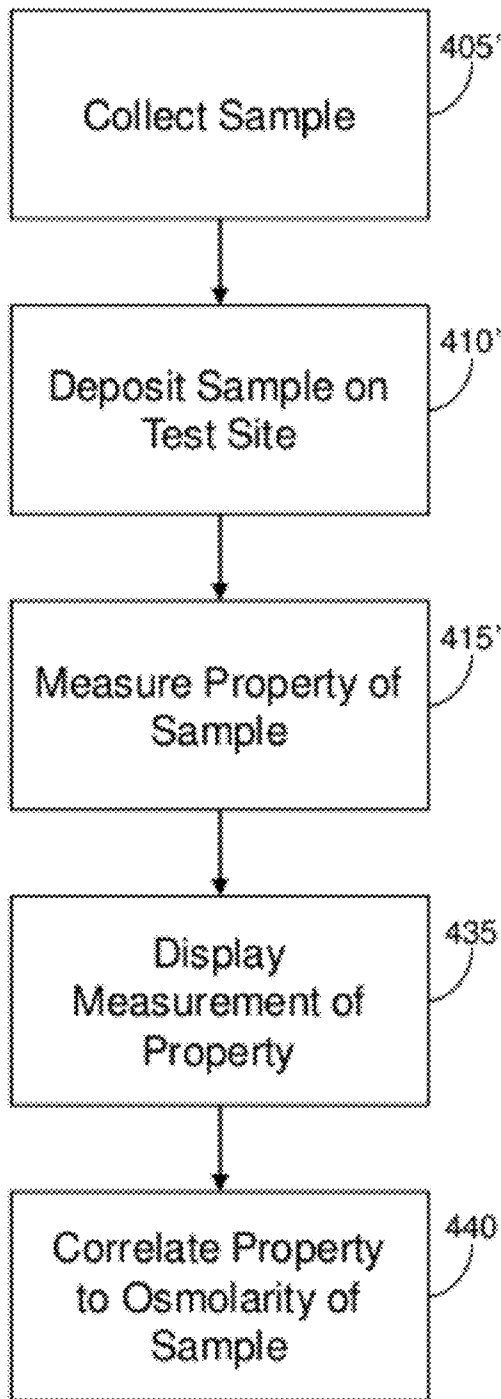 405'
Collect Sample
410'
Deposit Sample on
Test Site
415'
Measure Property of
Sample
435
Display
Measurement of
Property
440
Correlate Property
to Osmolarity of
Sample